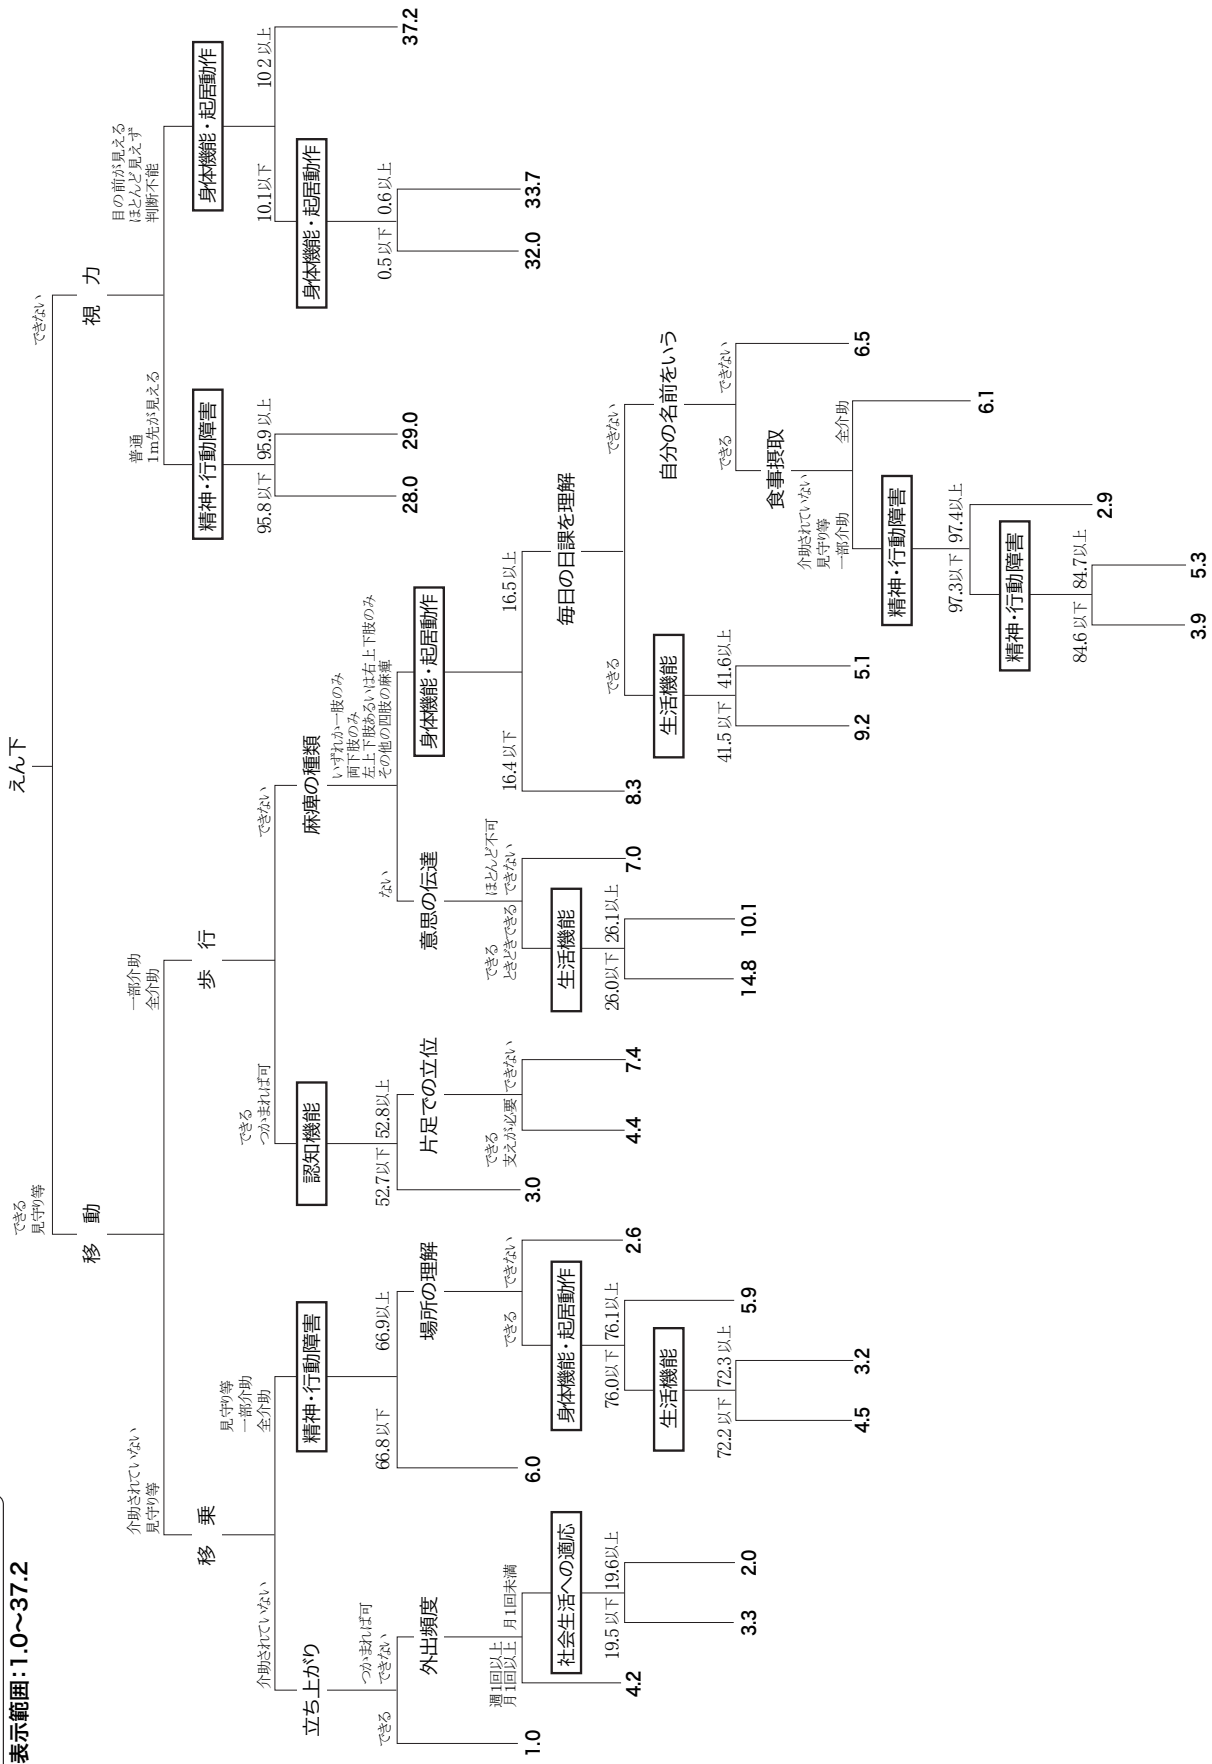 表示範囲:1.0〜37.2
えん下
できる
見守り等
できない
移 動
介助されていない
見守り等
一部介助
全介助
移 乗
介助されていない
見守り等
一部介助
全介助
立ち上がり
できる
つかまれば可
できない
1.0
外出頻度
週1回以上
月1回以上
月1回未満
4.2
社会生活への適応
19.5以下
19.6以上
3.3
2.0
精神・行動障害
66.8以下
66.9以上
6.0
場所の理解
できる
できない
2.6
身体機能・起居動作
76.0以下
76.1以上
5.9
生活機能
72.2以下
72.3以上
4.5
3.2
歩 行
できる
つかまれば可
できない
認知機能
52.7以下
52.8以上
3.0
片足での立位
できる
支えが必要
できない
4.4
7.4
麻痺の種類
ない
いずれか一肢のみ
両下肢のみ
左上下肢あるいは右上下肢のみ
その他の四肢の麻痺
意思の伝達
できる
ときどきできる
ほとんど不可
できない
7.0
生活機能
26.0以下
26.1以上
14.8
10.1
身体機能・起居動作
16.4以下
16.5以上
8.3
毎日の日課を理解
できる
できない
生活機能
41.5以下
41.6以上
9.2
5.1
自分の名前をいう
できる
できない
6.5
食事摂取
介助されていない
見守り等
一部介助
全介助
6.1
精神・行動障害
97.3以下
97.4以上
2.9
精神・行動障害
84.6以下
84.7以上
3.9
5.3
視 力
普通
1m先が見える
目の前が見える
ほとんど見えず
判断不能
精神・行動障害
95.8以下
95.9以上
28.0
29.0
身体機能・起居動作
10.1以下
10 2以上
37.2
身体機能・起居動作
0.5以下
0.6以上
32.0
33.7